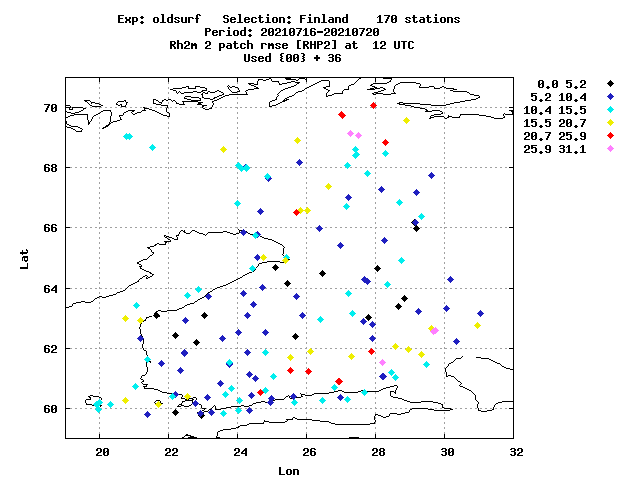 Exp: oldsurf   Selection: Finland    170 stations
Period: 20210716-20210720
Rh2m 2 patch rmse [RHP2] at  12 UTC
Used {00} + 36
0.0 5.2
5.2 10.4
10.4 15.5
15.5 20.7
20.7 25.9
25.9 31.1
70
68
66
64
62
60
Lat
20 22 24 26 28 30 32
Lon